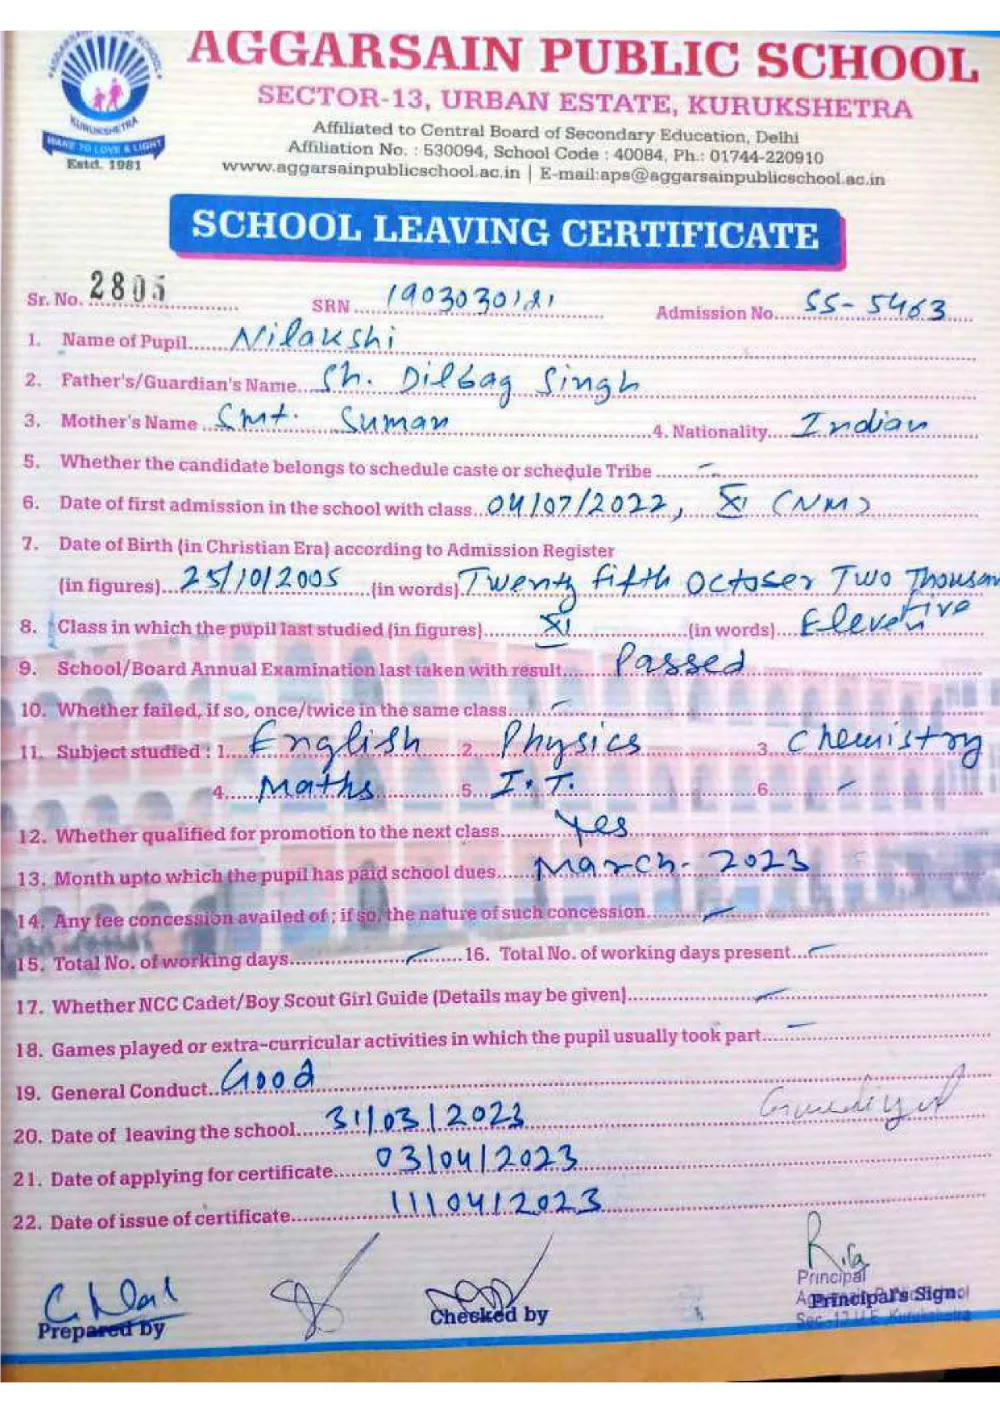 AGGARSAIN PUBLIC SCHOOL
SECTOR-13, URBAN ESTATE, KURUKSHETRA
Affiliated to Central Board of Secondary Education, Delhi
Affiliation No. : 530094, School Code : 40084, Ph.: 01744-220910
www.aggarsainpublicschool.ac.in | E-mail:aps@aggarsainpublicschool.ac.in
KURUKSHETRA
Estd. 1981
SCHOOL LEAVING CERTIFICATE
Sr. No. 2805 SRN 1903030121 Admission No. SS-5463
1. Name of Pupil Nilakshi
2. Father's/Guardian's Name Sh. Dilbag Singh
3. Mother's Name Smt. Suman 4. Nationality Indian
5. Whether the candidate belongs to schedule caste or schedule Tribe –
6. Date of first admission in the school with class 04/07/2022, XI (NM)
7. Date of Birth (in Christian Era) according to Admission Register
(in figures) 25/10/2005 (in words) Twenty fifth October Two Thousand five
8. Class in which the pupil last studied (in figures) XI (in words) Eleventh
9. School/Board Annual Examination last taken with result Passed
10. Whether failed, if so, once/twice in the same class –
11. Subject studied : 1. English 2. Physics 3. Chemistry
4. Maths 5. I.T. 6. –
12. Whether qualified for promotion to the next class Yes
13. Month upto which the pupil has paid school dues March-2023
14. Any fee concession availed of ; if so, the nature of such concession –
15. Total No. of working days – 16. Total No. of working days present –
17. Whether NCC Cadet/Boy Scout Girl Guide (Details may be given) –
18. Games played or extra-curricular activities in which the pupil usually took part –
19. General Conduct Good
20. Date of leaving the school 31/03/2023
21. Date of applying for certificate 03/04/2023
22. Date of issue of certificate 11/04/2023
Principal
Prepared by Checked by Principal's Sign.